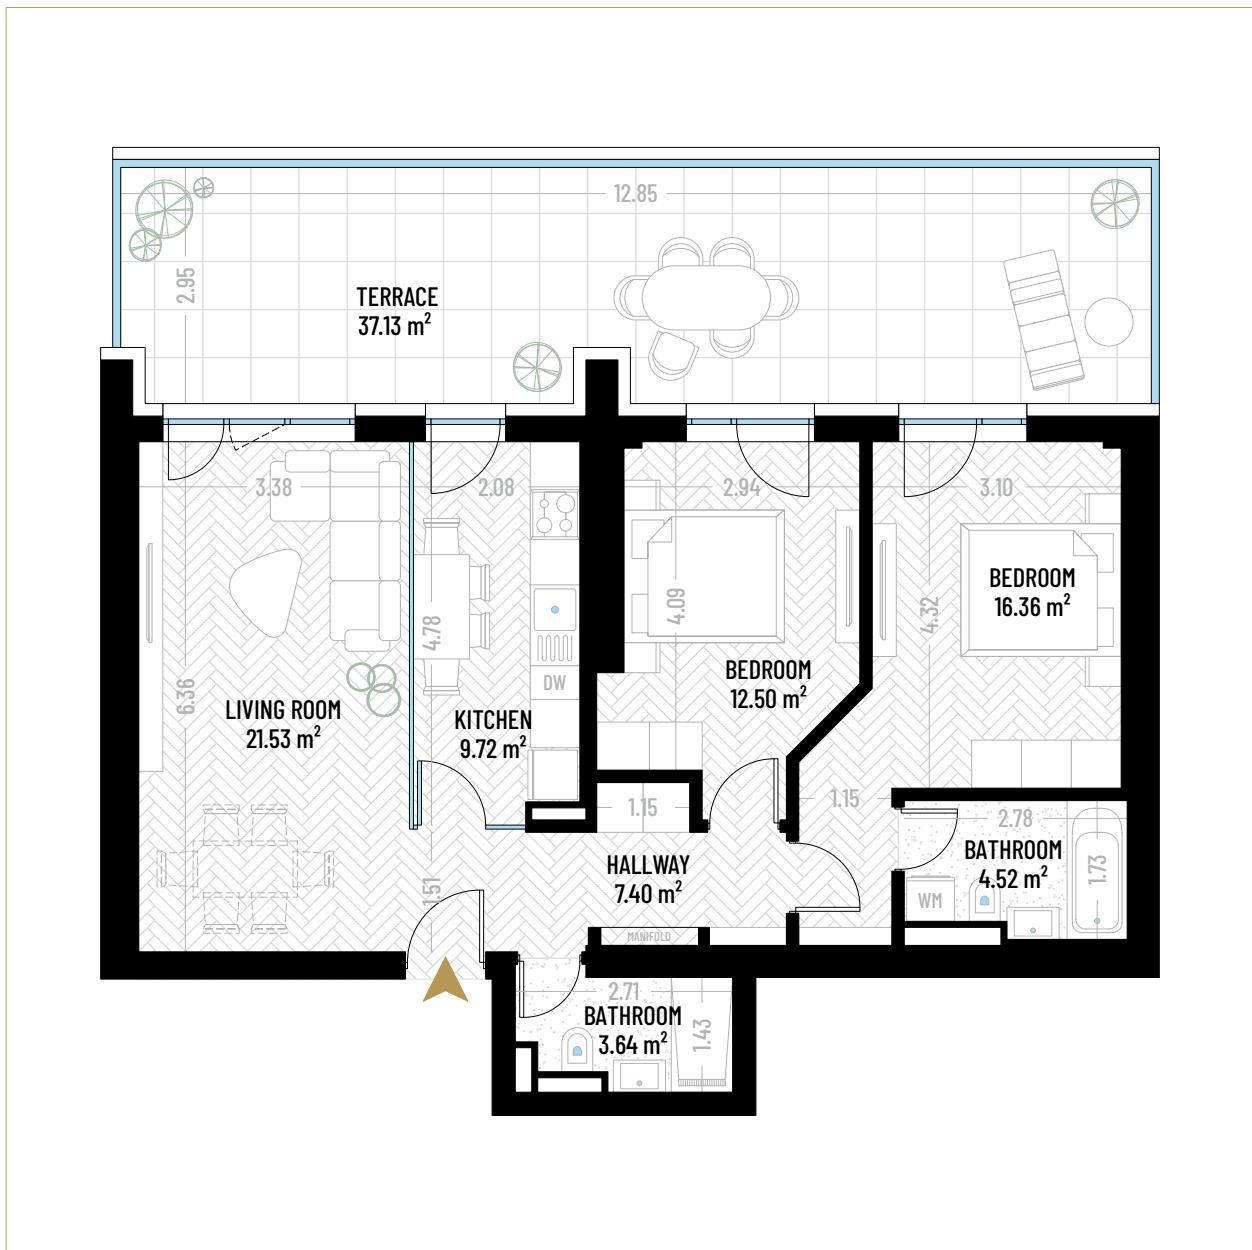 12.85
2.95
TERRACE
37.13 m²
3.38
2.08
2.94
3.10
4.78
4.09
4.32
BEDROOM
16.36 m²
BEDROOM
12.50 m²
6.36
DW
LIVING ROOM
21.53 m²
KITCHEN
9.72 m²
1.15
1.15
2.78
BATHROOM
4.52 m²
1.73
WM
HALLWAY
7.40 m²
1.51
MANIFOLD
2.71
BATHROOM
3.64 m²
1.43